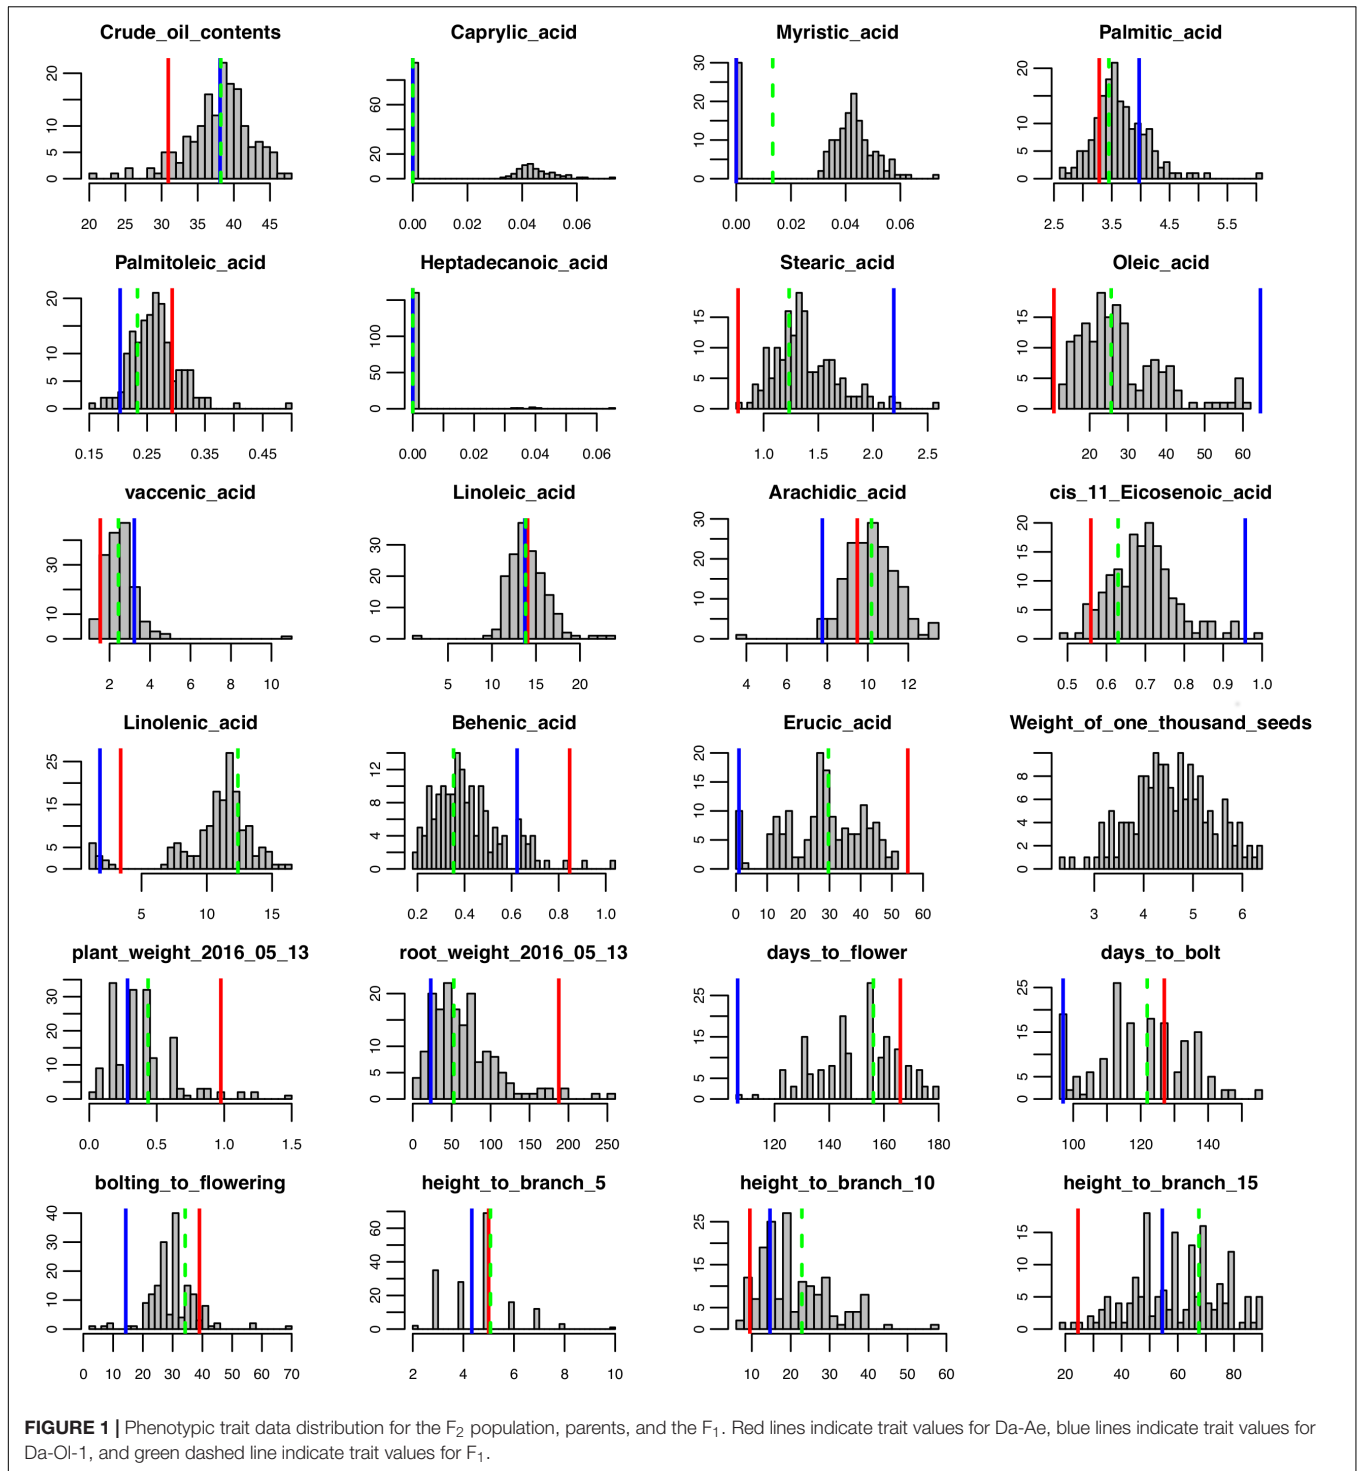 Crude_oil_contents Caprylic_acid Myristic_acid Palmitic_acid
20 15 10 5 0 20 25 30 35 40 45
60 20 0 0.00 0.02 0.04 0.06
30 20 10 5 0 0.00 0.02 0.04 0.06
20 15 10 5 0 2.5 3.5 4.5 5.5
Palmitoleic_acid Heptadecanoic_acid Stearic_acid Oleic_acid
20 15 10 5 0 0.15 0.25 0.35 0.45
100 50 0 0.00 0.02 0.04 0.06
15 10 5 0 1.0 1.5 2.0 2.5
15 10 5 0 20 30 40 50 60
vaccenic_acid Linoleic_acid Arachidic_acid cis_11_Eicosenoic_acid
30 10 0 2 4 6 8 10
30 20 10 0 5 10 15 20
30 20 10 5 0 4 6 8 10 12
20 15 10 5 0 0.5 0.6 0.7 0.8 0.9 1.0
Linolenic_acid Behenic_acid Erucic_acid Weight_of_one_thousand_seeds
25 15 5 0 5 10 15
12 8 4 0 0.2 0.4 0.6 0.8 1.0
20 15 10 5 0 0 10 20 30 40 50 60
8 6 4 2 0 3 4 5 6
plant_weight_2016_05_13 root_weight_2016_05_13 days_to_flower days_to_bolt
30 20 10 5 0 0.0 0.5 1.0 1.5
20 15 10 5 0 0 50 100 150 200 250
25 15 5 0 120 140 160 180
25 15 5 0 100 120 140
bolting_to_flowering height_to_branch_5 height_to_branch_10 height_to_branch_15
40 30 20 10 5 0 0 10 20 30 40 50 60 70
60 40 20 0 2 4 6 8 10
25 15 5 0 10 20 30 40 50 60
15 10 5 0 20 40 60 80
FIGURE 1 | Phenotypic trait data distribution for the F2 population, parents, and the F1. Red lines indicate trait values for Da-Ae, blue lines indicate trait values for
Da-Ol-1, and green dashed line indicate trait values for F1.